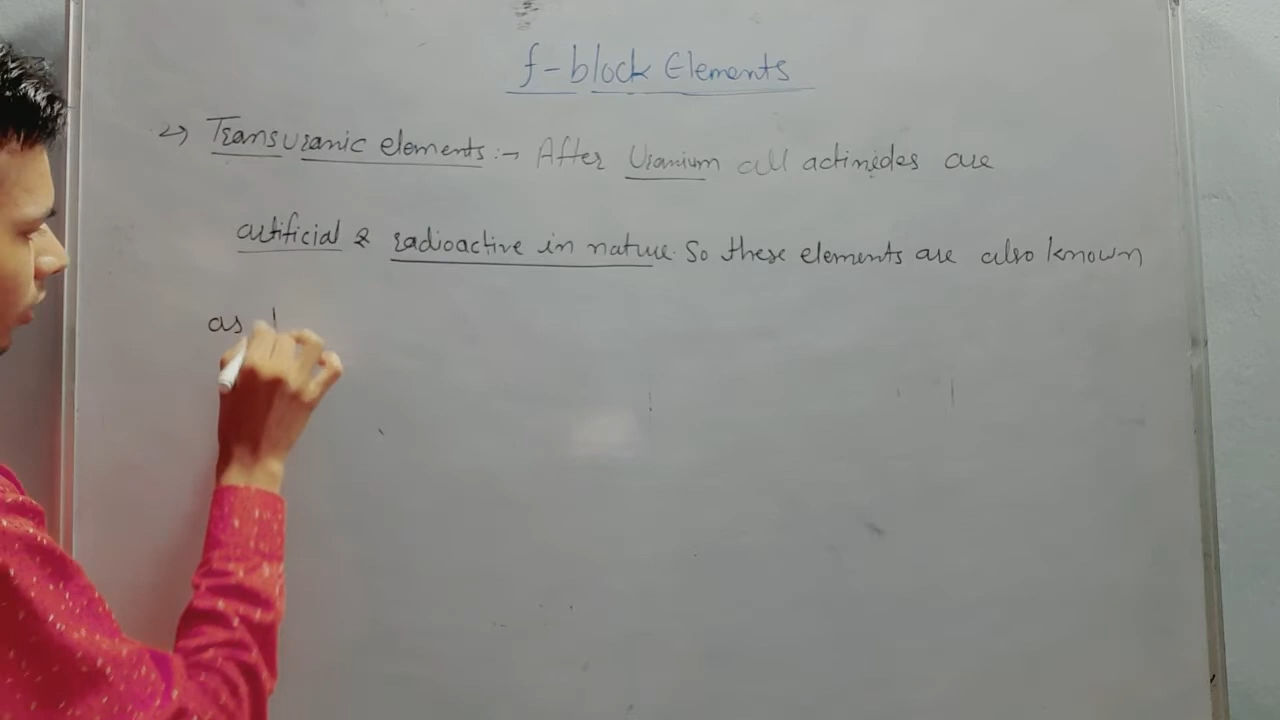 f-block Elements
2) Transuranic elements :→ After Uranium all actinides are
artificial & radioactive in nature. So these elements are also known
as